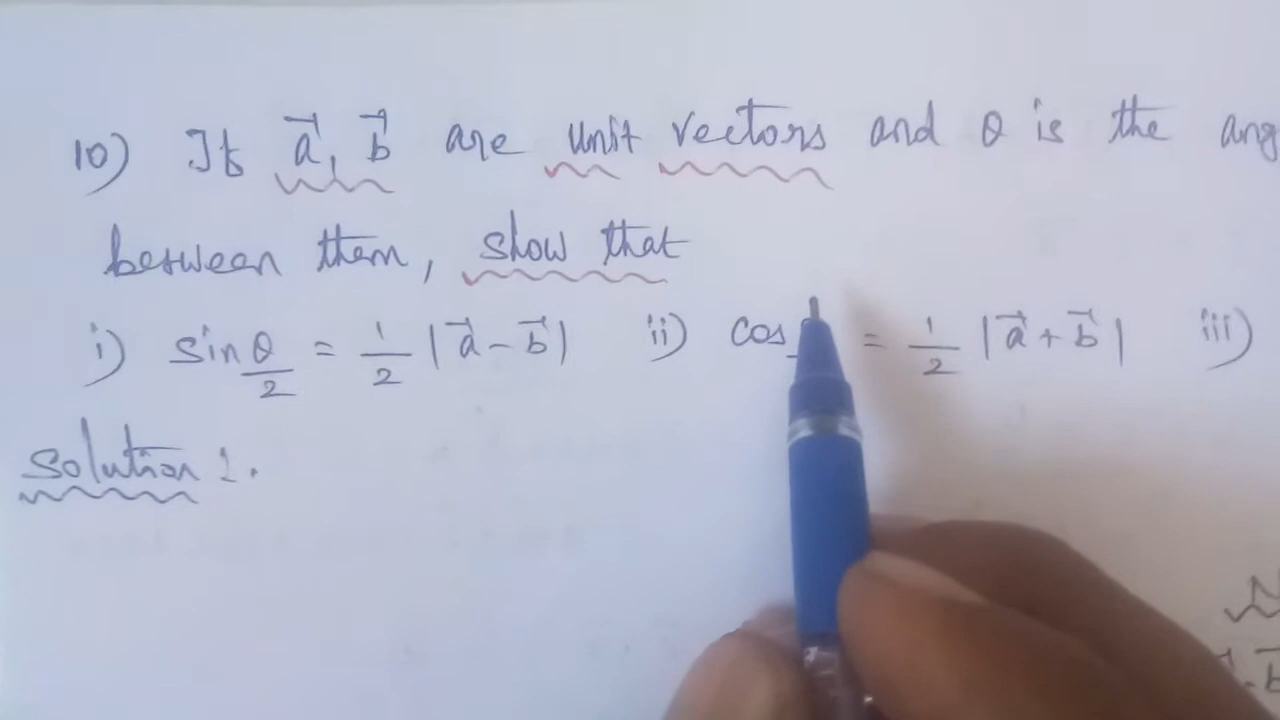 10) If a⃗, b⃗ are unit vectors and θ is the ang
between them, show that
i) sin θ/2 = 1/2 |a⃗ - b⃗| ii) cos = 1/2 |a⃗ + b⃗| iii)
Solution :.